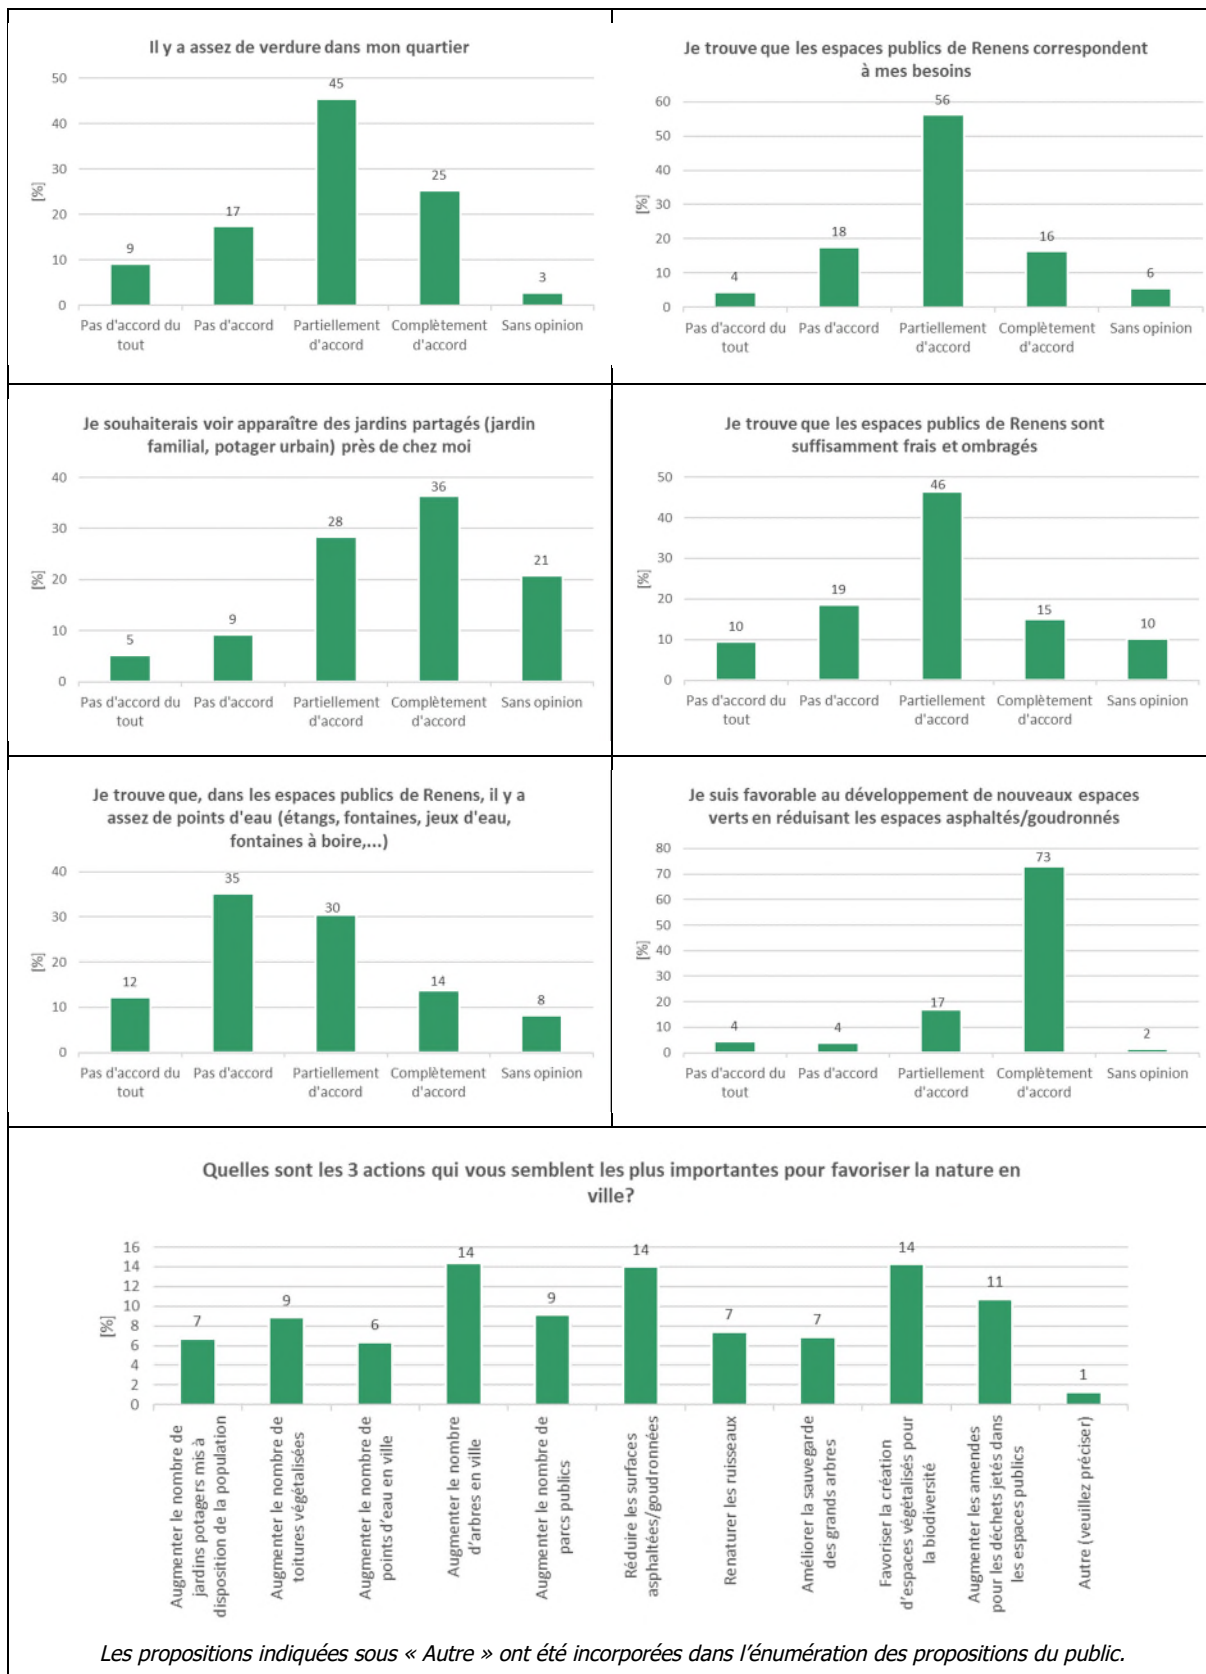 Il y a assez de verdure dans mon quartier
50
40
30
20
10
0
[%]
9
17
45
25
3
Pas d'accord du tout
Pas d'accord
Partiellement d'accord
Complètement d'accord
Sans opinion
Je trouve que les espaces publics de Renens correspondent
à mes besoins
60
50
40
30
20
10
0
[%]
4
18
56
16
6
Pas d'accord du tout
Pas d'accord
Partiellement d'accord
Complètement d'accord
Sans opinion
Je souhaiterais voir apparaître des jardins partagés (jardin
familial, potager urbain) près de chez moi
40
30
20
10
0
[%]
5
9
28
36
21
Pas d'accord du tout
Pas d'accord
Partiellement d'accord
Complètement d'accord
Sans opinion
Je trouve que les espaces publics de Renens sont
suffisamment frais et ombragés
50
40
30
20
10
0
[%]
10
19
46
15
10
Pas d'accord du tout
Pas d'accord
Partiellement d'accord
Complètement d'accord
Sans opinion
Je trouve que, dans les espaces publics de Renens, il y a
assez de points d'eau (étangs, fontaines, jeux d'eau,
fontaines à boire,...)
40
30
20
10
0
[%]
12
35
30
14
8
Pas d'accord du tout
Pas d'accord
Partiellement d'accord
Complètement d'accord
Sans opinion
Je suis favorable au développement de nouveaux espaces
verts en réduisant les espaces asphaltés/goudronnés
80
70
60
50
40
30
20
10
0
[%]
4
4
17
73
2
Pas d'accord du tout
Pas d'accord
Partiellement d'accord
Complètement d'accord
Sans opinion
Quelles sont les 3 actions qui vous semblent les plus importantes pour favoriser la nature en
ville?
16
14
12
10
8
6
4
2
0
[%]
7
9
6
14
9
14
7
7
14
11
1
Augmenter le nombre de
jardins potagers mis à
disposition de la population
Augmenter le nombre de
toitures végétalisées
Augmenter le nombre de
points d'eau en ville
Augmenter le nombre
d'arbres en ville
Augmenter le nombre de
parcs publics
Réduire les surfaces
asphaltées/goudronnées
Renaturer les ruisseaux
Améliorer la sauvegarde
des grands arbres
Favoriser la création
d'espaces végétalisés pour
la biodiversité
Augmenter les amendes
pour les déchets jetés dans
les espaces publics
Autre (veuillez préciser)
Les propositions indiquées sous « Autre » ont été incorporées dans l'énumération des propositions du public.